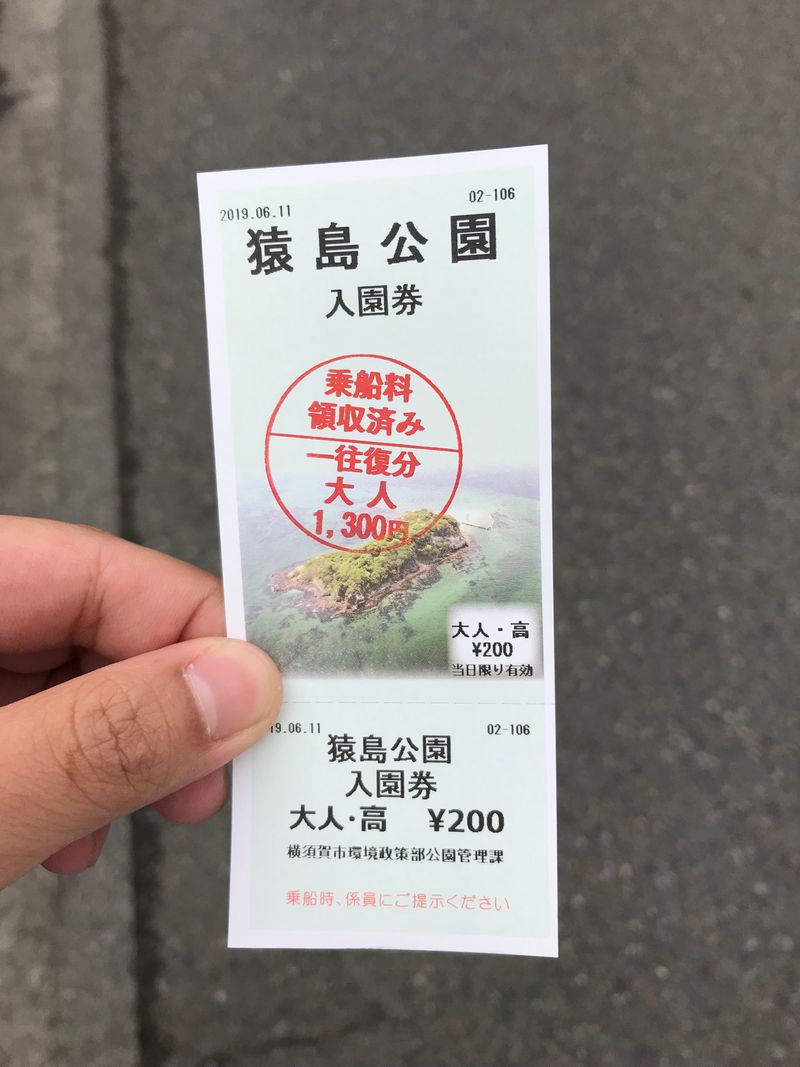 2019.06.11
02-106
猿島公園
入園券
乗船料
領収済み
一往復分
大人
1,300円
大人・高
¥200
当日限り有効
19.06.11
02-106
猿島公園
入園券
大人・高 ¥200
横須賀市環境政策部公園管理課
乗船時、係員にご提示ください